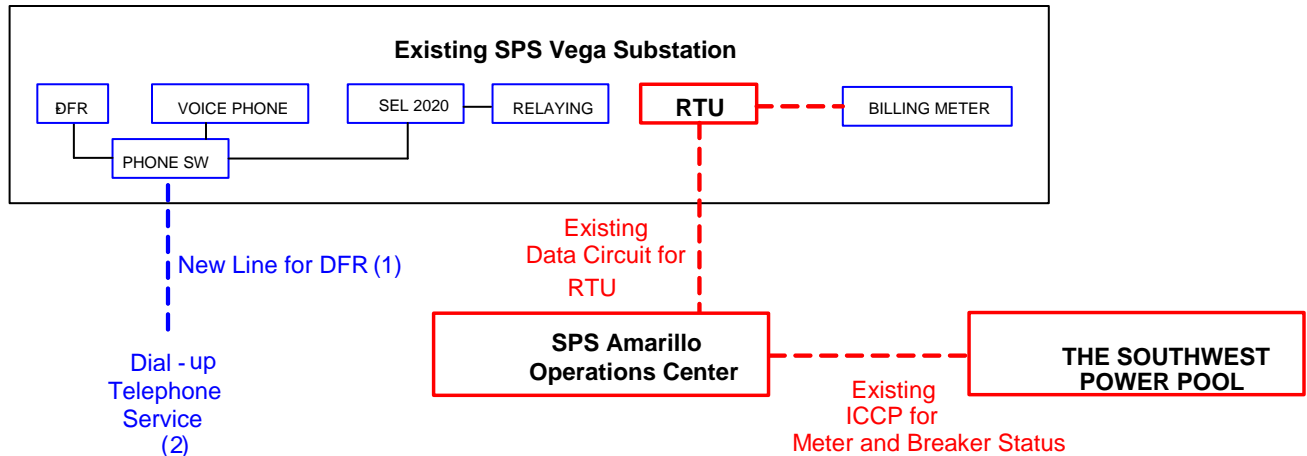 Existing SPS Vega Substation
DFR
VOICE PHONE
SEL 2020
RELAYING
RTU
BILLING METER
PHONE SW
Existing
Data Circuit for
RTU
New Line for DFR (1)
SPS Amarillo
Operations Center
THE SOUTHWEST
POWER POOL
Dial - up
Telephone
Service
(2)
Existing
ICCP for
Meter and Breaker Status